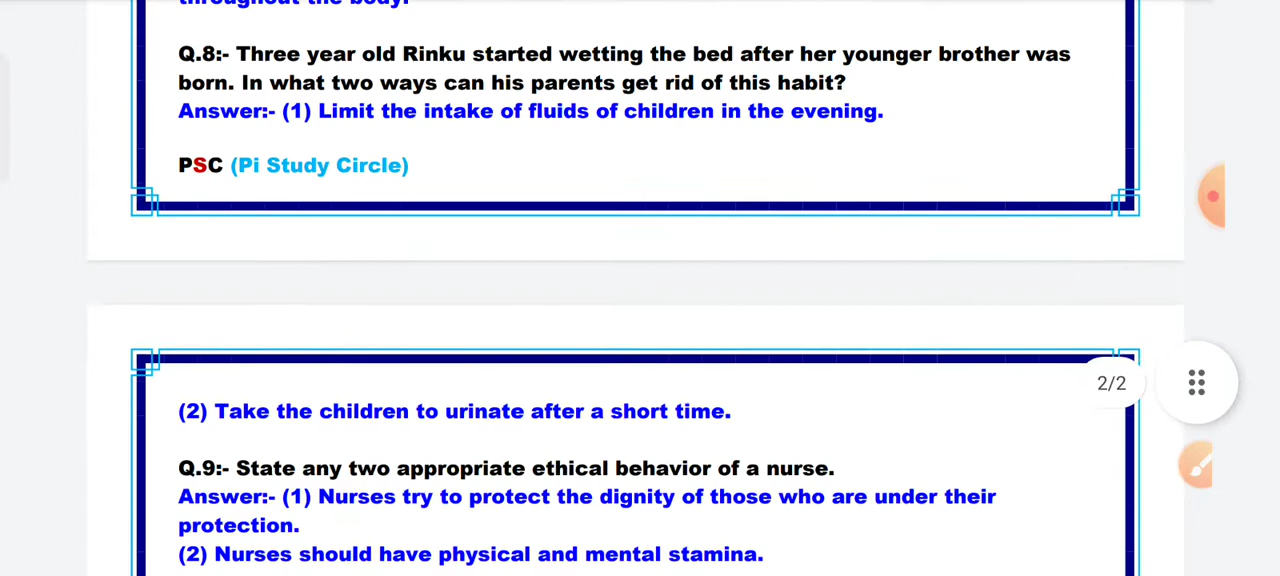 throughout the body.
Q.8:- Three year old Rinku started wetting the bed after her younger brother was
born. In what two ways can his parents get rid of this habit?
Answer:- (1) Limit the intake of fluids of children in the evening.
PSC (Pi Study Circle)
2/2
(2) Take the children to urinate after a short time.
Q.9:- State any two appropriate ethical behavior of a nurse.
Answer:- (1) Nurses try to protect the dignity of those who are under their
protection.
(2) Nurses should have physical and mental stamina.